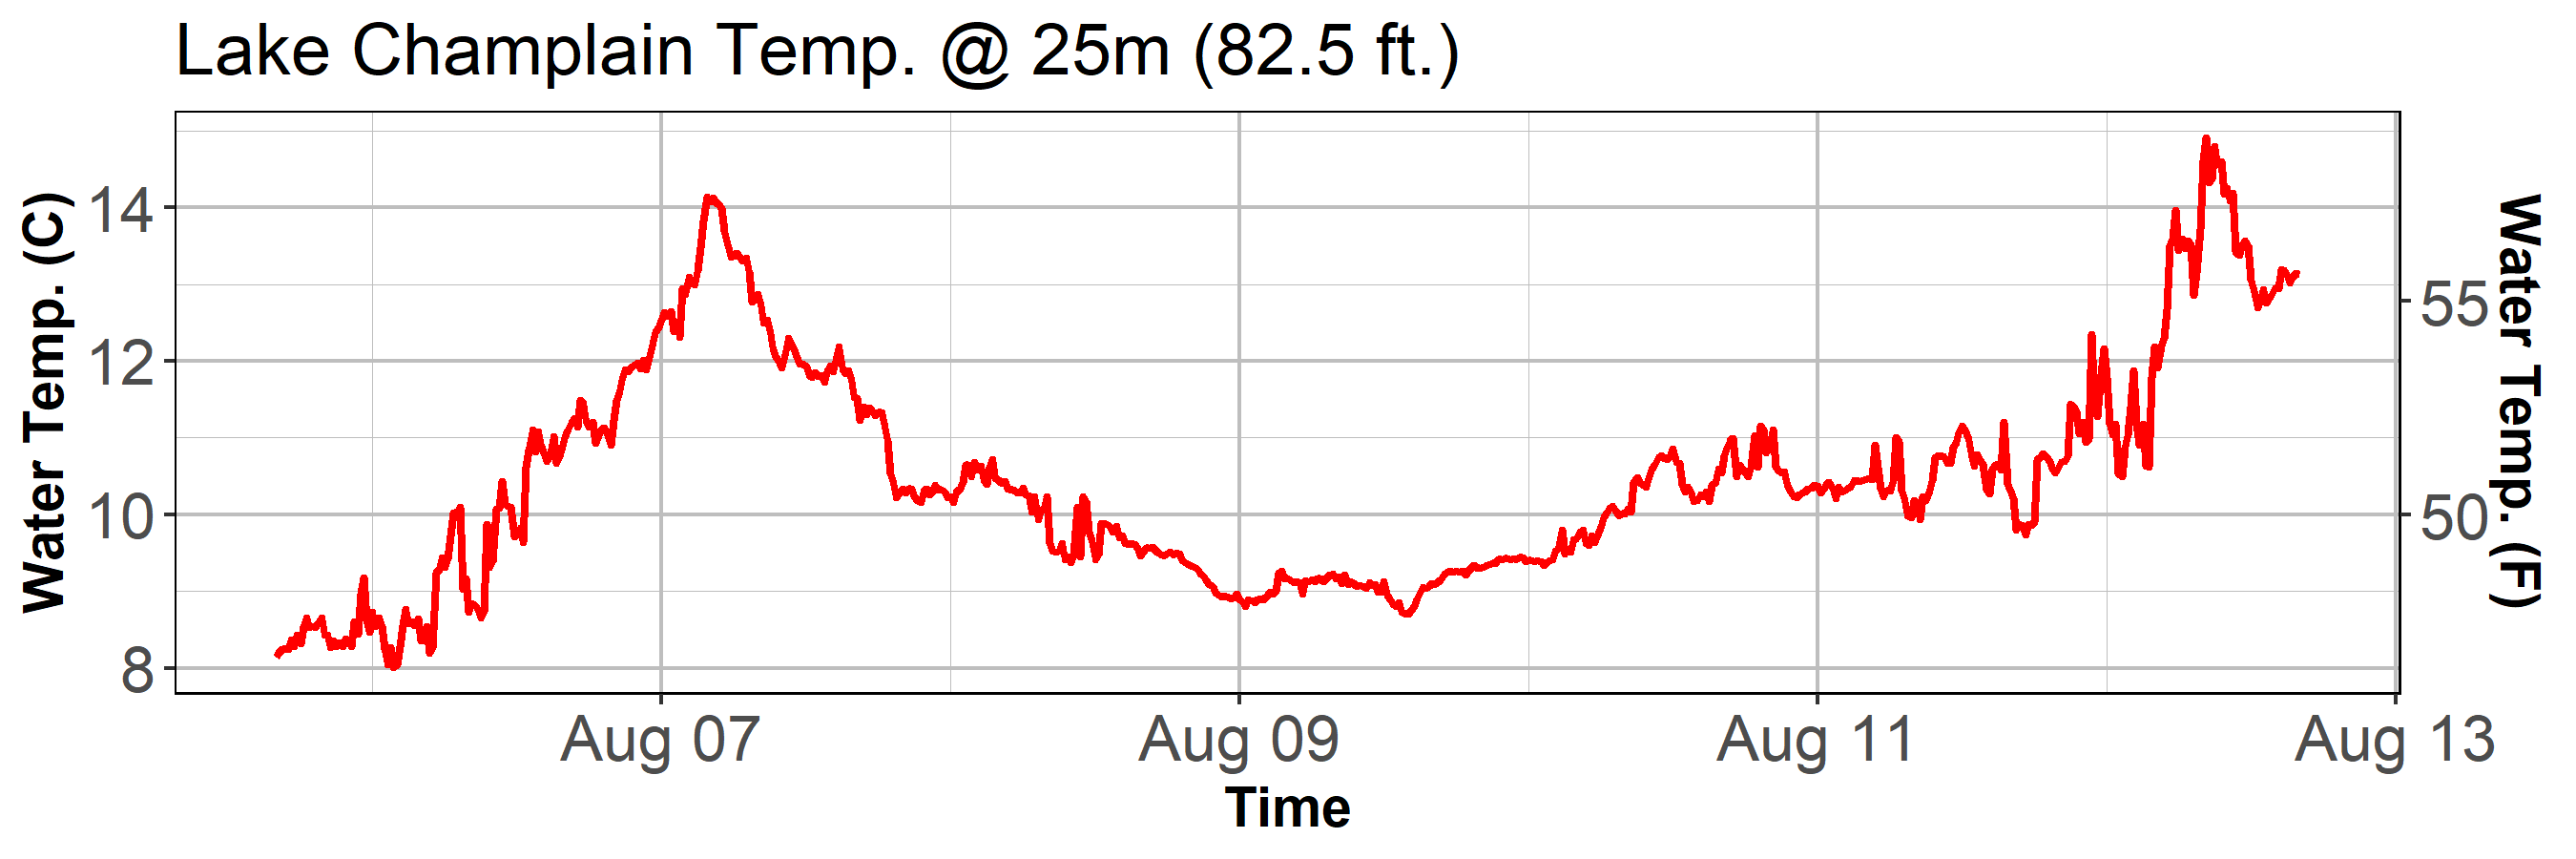 Lake Champlain Temp. @ 25m (82.5 ft.)
Water Temp. (C)
14
12
10
8
55
50
Water Temp. (F)
Aug 07
Aug 09
Aug 11
Aug 13
Time